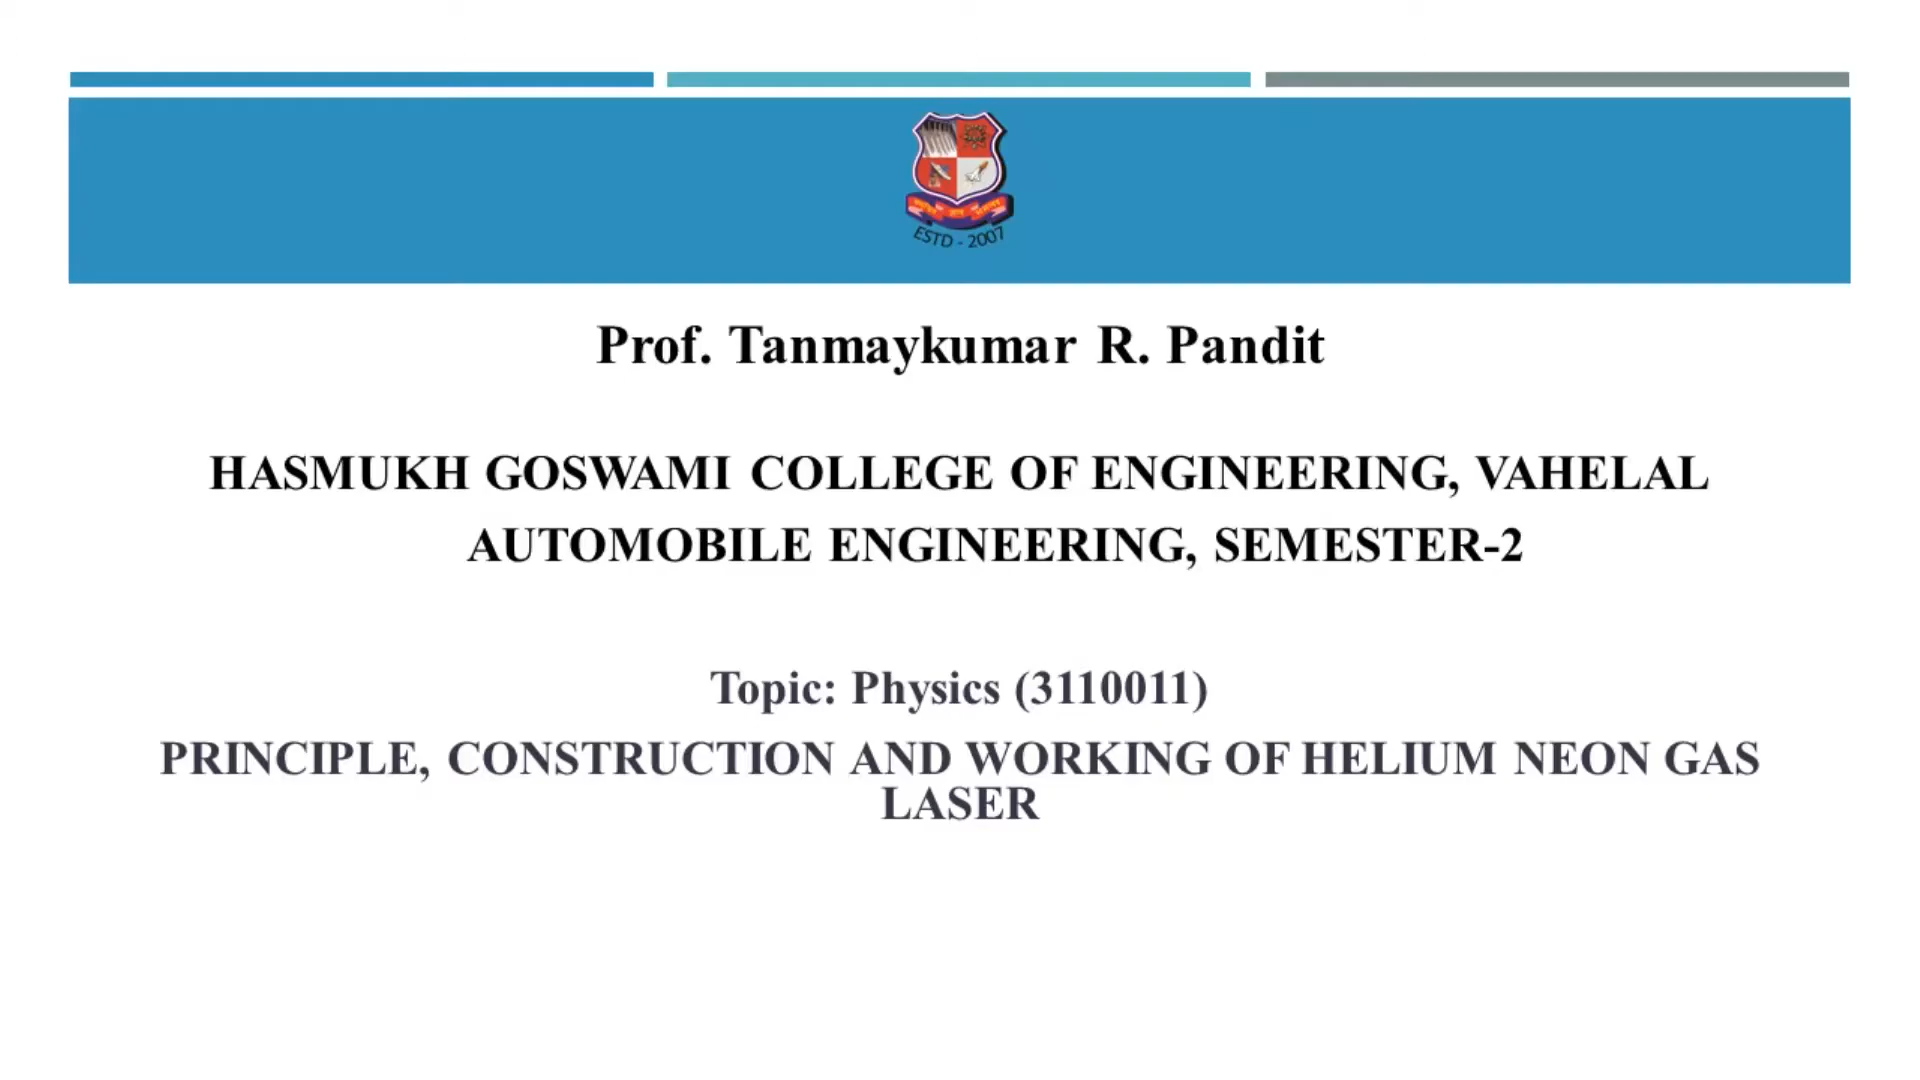 ESTD - 2007
Prof. Tanmaykumar R. Pandit
HASMUKH GOSWAMI COLLEGE OF ENGINEERING, VAHELAL
AUTOMOBILE ENGINEERING, SEMESTER-2
Topic: Physics (3110011)
PRINCIPLE, CONSTRUCTION AND WORKING OF HELIUM NEON GAS
LASER